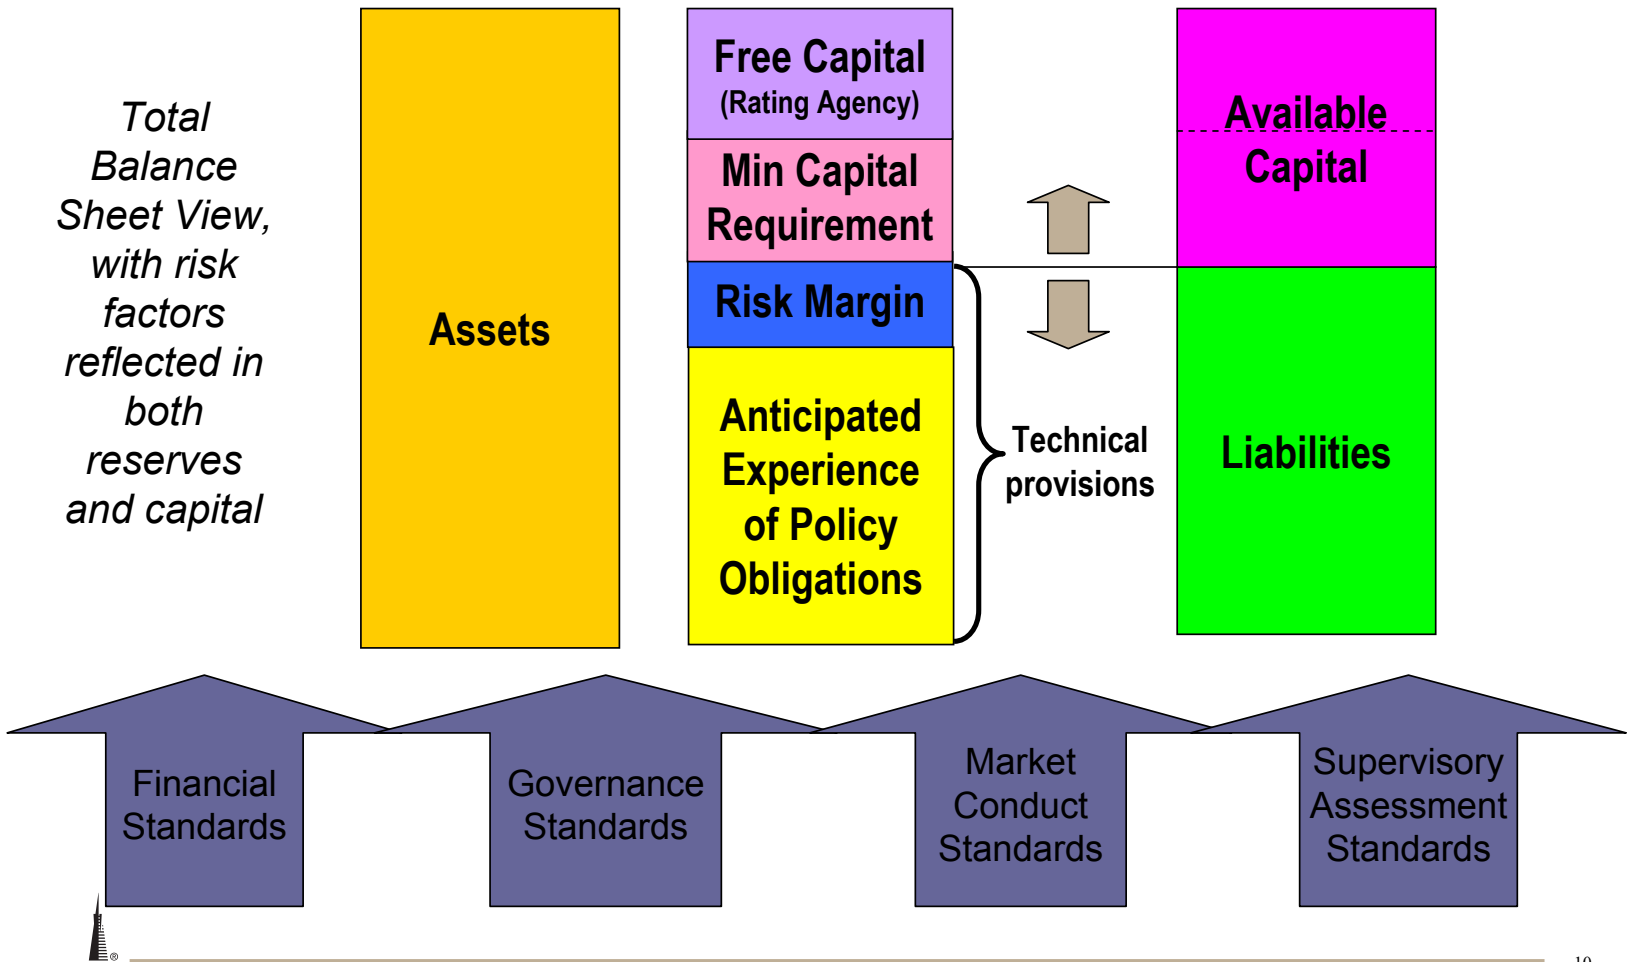 Total
Balance
Sheet View,
with risk
factors
reflected in
both
reserves
and capital
Assets
Free Capital
(Rating Agency)
Min Capital
Requirement
Risk Margin
Anticipated
Experience
of Policy
Obligations
Technical
provisions
Available
Capital
Liabilities
Financial
Standards
Governance
Standards
Market
Conduct
Standards
Supervisory
Assessment
Standards
®
10